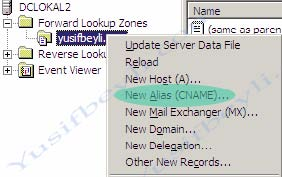 DCLOKAL2
Name
Forward Lookup Zones
(same as paren
yusifbeyli.
Update Server Data File
Reverse Looku
Reload
Event Viewer
New Host (A)...
New Alias (CNAME)...
New Mail Exchanger (MX)...
New Domain...
New Delegation...
Other New Records...
Yusifbeyli.